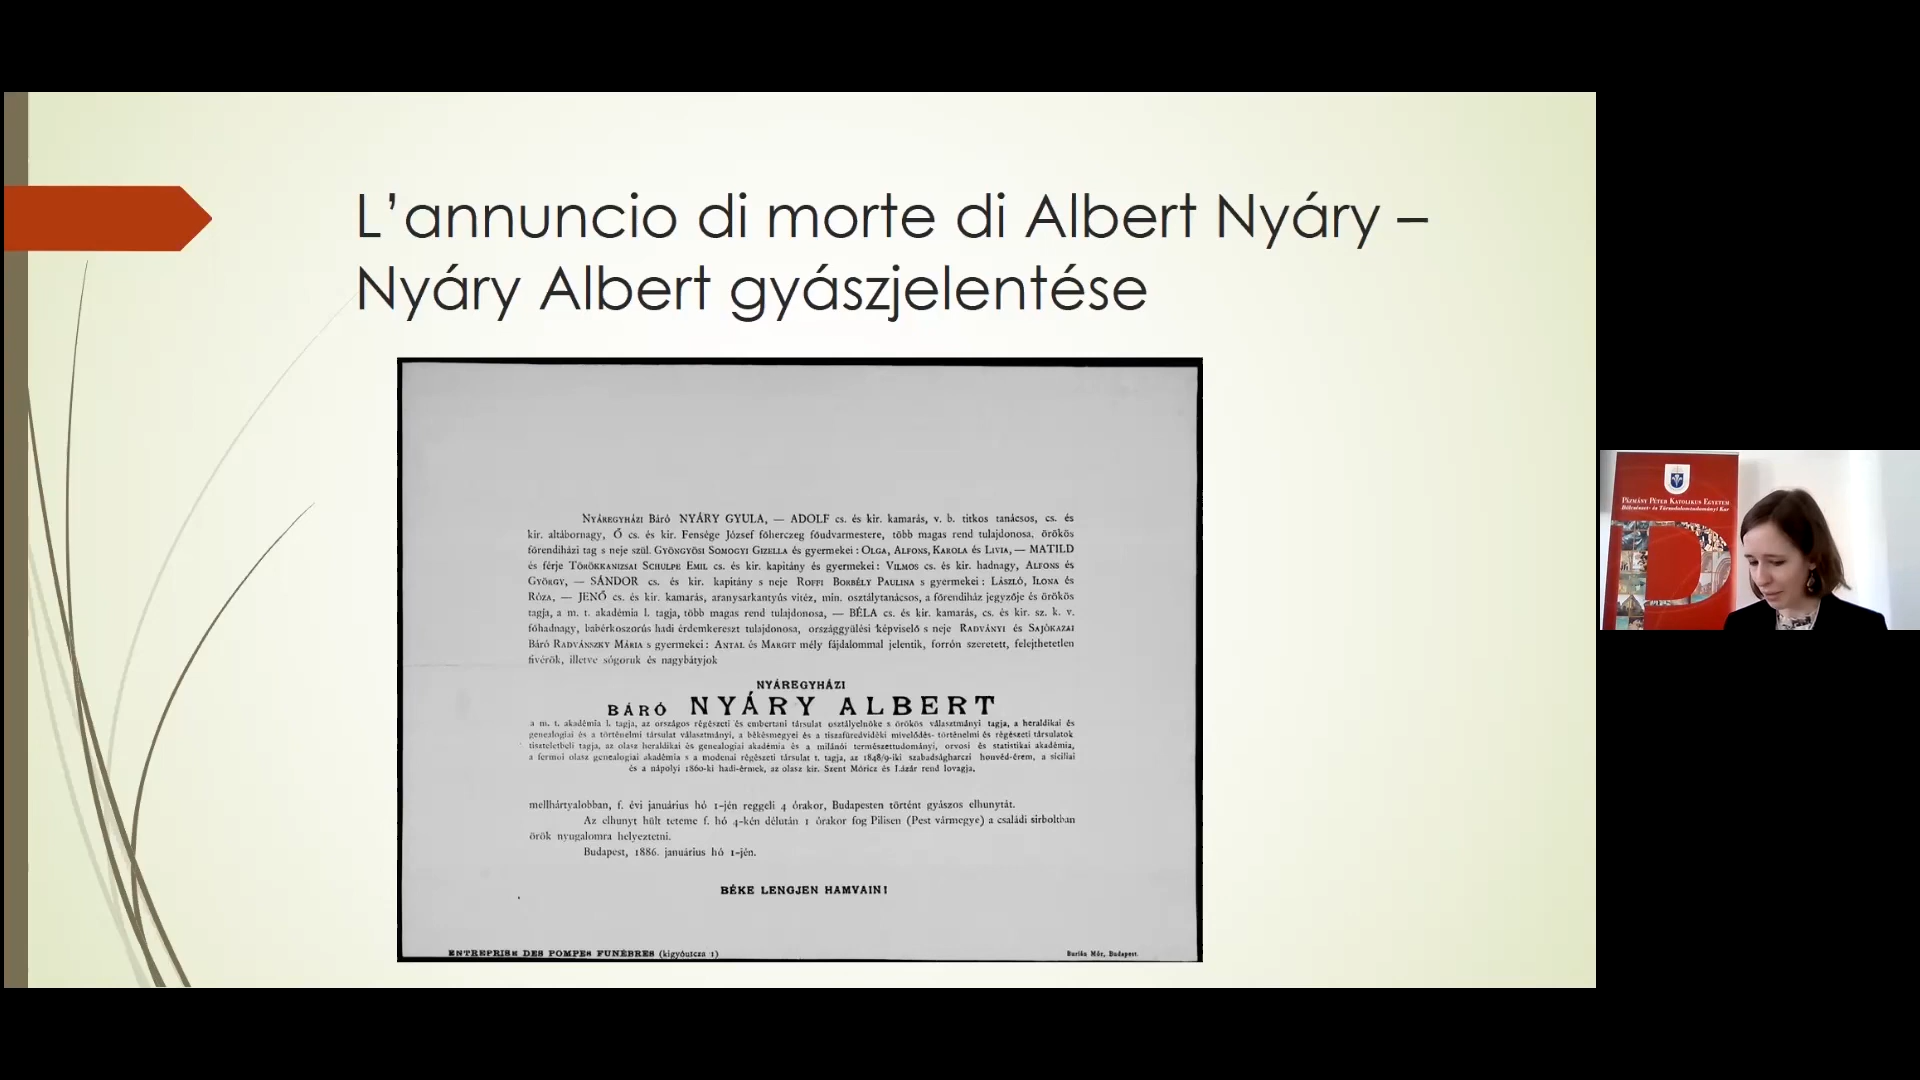 L'annuncio di morte di Albert Nyáry –
Nyáry Albert gyászjelentése
NYÁREGYHÁZI Báró NYÁRY GYULA, — ADOLF cs. és kir. kamarás, v. b. titkos tanácsos, cs. és
kir. altábornagy, Ő cs. és kir. Fensége József főherczeg főudvarmestere, több magas rend tulajdonosa, örökös
főrendiházi tag s neje szül. GYÖNGYÖSI SOMOGYI GIZELLA és gyermekei: OLGA, ALFONS, KAROLA és LIVIA, — MATILD
és férje TÖRÖKKANIZSAI SCHULPE EMIL cs. és kir. kapitány és gyermekei: VILMOS cs. és kir. hadnagy, ALFONS és
GYÖRGY, — SÁNDOR cs. és kir. kapitány s neje ROFFI BORBÉLY PAULINA s gyermekei: LÁSZLÓ, ILONA és
RÓZA, — JENŐ cs. és kir. kamarás, aranysarkantyús vitéz, min. osztálytanácsos, a főrendiház jegyzője és örökös
tagja, a m. t. akadémia l. tagja, több magas rend tulajdonosa, — BÉLA cs. és kir. kamarás, cs. és kir. sz. k. v.
főhadnagy, babérkoszorús hadi érdemkereszt tulajdonosa, országgyülési képviselő s neje RADVÁNYI és SAJÓKAZAI
Báró RADVÁNSZKY MÁRIA s gyermekei: ANTAL és MARGIT mély fájdalommal jelentik, forrón szeretett, felejthetetlen
fivérök, illetve sógoruk és nagybátyjok
NYÁREGYHÁZI
BÁRÓ NYÁRY ALBERT
a m. t. akadémia l. tagja, az országos régészeti és embertani társulat osztályelnöke s örökös választmányi tagja, a heraldikai és
genealogiai és a történelmi társulat választmányi, a békésmegyei és a tiszafüredvidéki mivelődés- történelmi és régészeti társulatok
tiszteletbeli tagja, az olasz heraldikai és genealogiai akadémia és a milánói természettudományi, orvosi és statistikai akadémia,
a fermoi olasz genealogiai akadémia s a modenai régészeti társulat t. tagja, az 1848/9-iki szabadságharczi honvéd-érem, a siciliai
és a nápolyi 1860-ki hadi-érmek, az olasz kir. Szent Móricz és Lázár rend lovagja,
mellhártyalobban, f. évi januárius hó 1-jén reggeli 4 órakor, Budapesten történt gyászos elhunytát.
Az elhunyt hült teteme f. hó 4-kén délután 1 órakor fog Pilisen (Pest vármegye) a családi sirboltban
örök nyugalomra helyeztetni.
Budapest, 1886. januárius hó 1-jén.
BÉKE LENGJEN HAMVAIN!
ENTREPRISE DES POMPES FUNÈBRES (kigyóutcza 1)
Burián Mór, Budapest.
PÁZMÁNY PÉTER KATOLIKUS EGYETEM
Bölcsészet- és Társadalomtudományi Kar